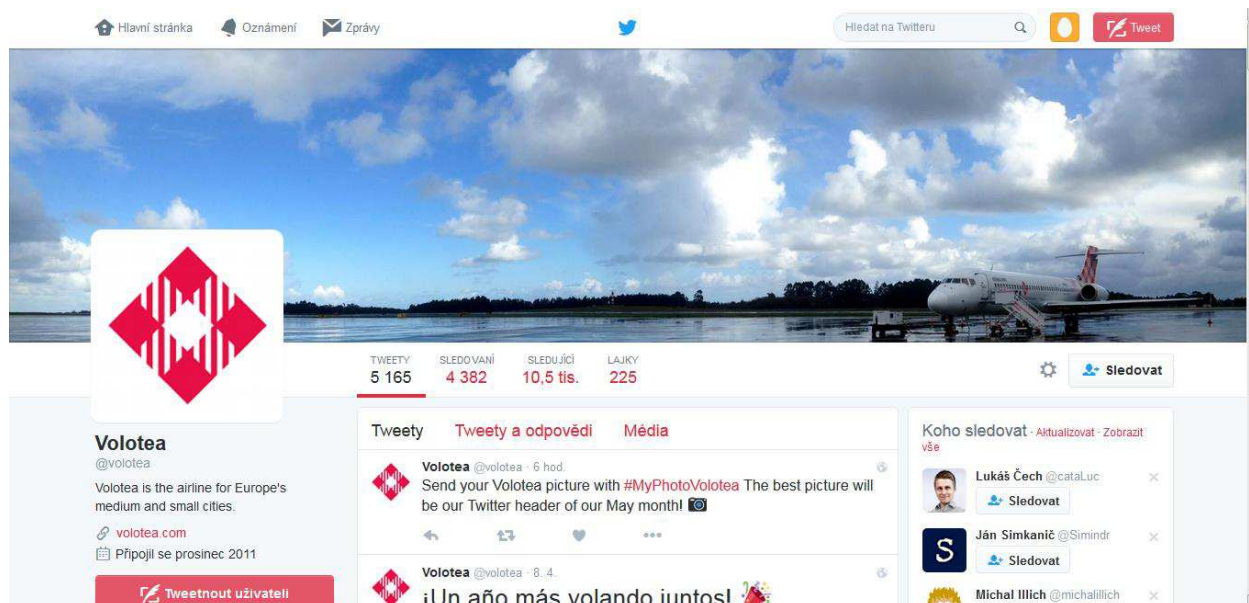 Hlavní stránka Oznámení Zprávy Hledat na Twitteru Tweet
TWEETY SLEDOVANÍ SLEDUJÍCÍ LAJKY
5 165 4 382 10,5 tis. 225
Sledovat
Volotea
@volotea
Volotea is the airline for Europe's
medium and small cities.
volotea.com
Připojil se prosinec 2011
Tweetnout uživateli
Tweety Tweety a odpovědi Média
Volotea @volotea · 6 hod.
Send your Volotea picture with #MyPhotoVolotea The best picture will
be our Twitter header of our May month!
Volotea @volotea · 8. 4.
¡Un año más volando juntos!
Koho sledovat · Aktualizovat · Zobrazit
vše
Lukáš Čech @cataLuc
Sledovat
S
Ján Simkanič @Simindr
Sledovat
Michal Illich @michalillich